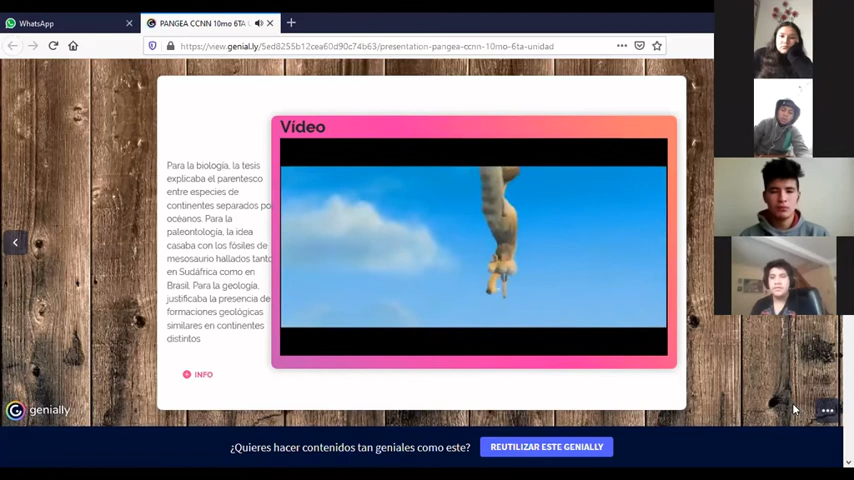 WhatsApp
PANGEA CCNN 10mo 6TA
https://view.genial.ly/5ed8255b12cea60d90c74b63/presentation-pangea-ccnn-10mo-6ta-unidad
Vídeo
Para la biología, la tesis
explicaba el parentesco
entre especies de
continentes separados po
océanos. Para la
paleontología, la idea
casaba con los fósiles de
mesosaurio hallados tanto
en Sudáfrica como en
Brasil. Para la geología,
justificaba la presencia de
formaciones geológicas
similares en continentes
distintos
INFO
genially
¿Quieres hacer contenidos tan geniales como este?
REUTILIZAR ESTE GENIALLY